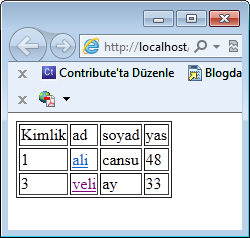 http://localhost/
x Contribute'ta Düzenle Blogda
x
Kimlik ad soyad yas
1 ali cansu 48
3 veli ay 33